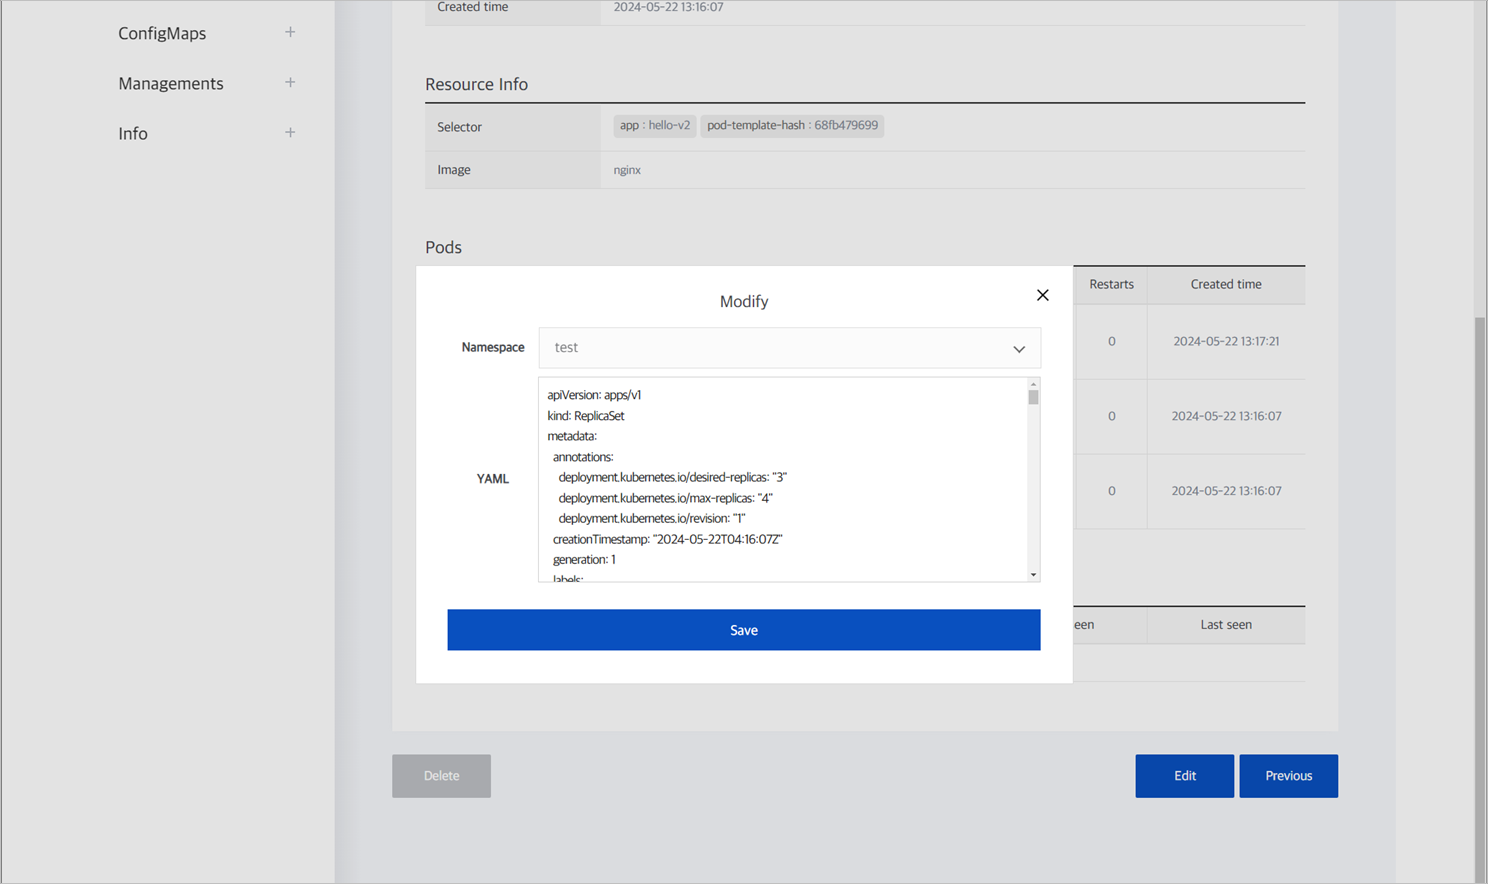 Created time 2024-05-22 13:16:07
ConfigMaps +
Managements +
Info +
Resource Info
Selector app : hello-v2 pod-template-hash : 68fb479699
Image nginx
Pods
Restarts Created time
0 2024-05-22 13:17:21
0 2024-05-22 13:16:07
0 2024-05-22 13:16:07
Modify
Namespace test
YAML
apiVersion: apps/v1
kind: ReplicaSet
metadata:
annotations:
deployment.kubernetes.io/desired-replicas: "3"
deployment.kubernetes.io/max-replicas: "4"
deployment.kubernetes.io/revision: "1"
creationTimestamp: "2024-05-22T04:16:07Z"
generation: 1
labels:
Save
een Last seen
Delete Edit Previous